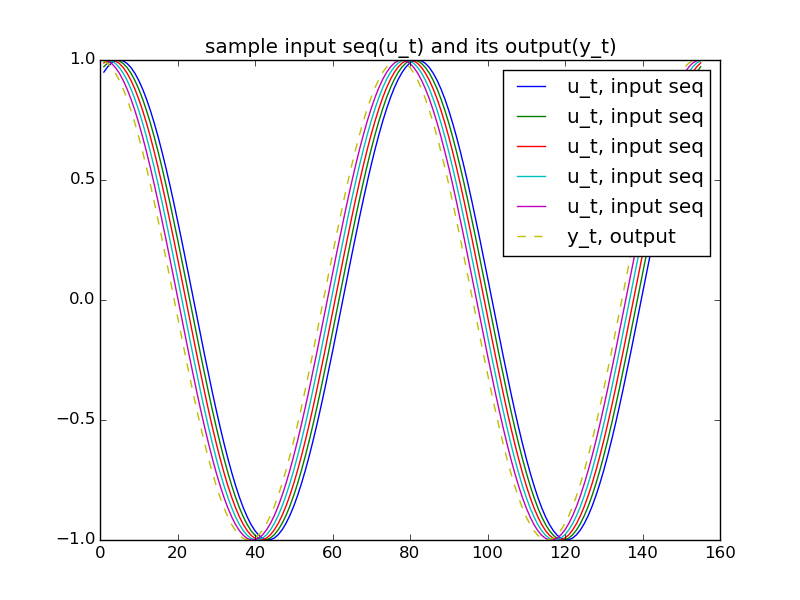 sample input seq(u_t) and its output(y_t)
1.0
0.5
0.0
−0.5
−1.0
0 20 40 60 80 100 120 140 160
u_t, input seq
u_t, input seq
u_t, input seq
u_t, input seq
u_t, input seq
y_t, output